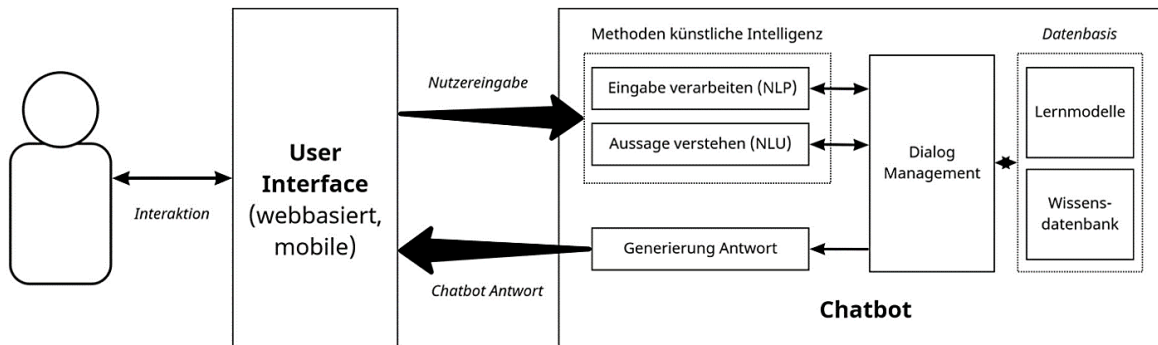 Interaktion
User
Interface
(webbasiert,
mobile)
Nutzereingabe
Chatbot Antwort
Methoden künstliche Intelligenz
Eingabe verarbeiten (NLP)
Aussage verstehen (NLU)
Generierung Antwort
Dialog
Management
Datenbasis
Lernmodelle
Wissens-
datenbank
Chatbot